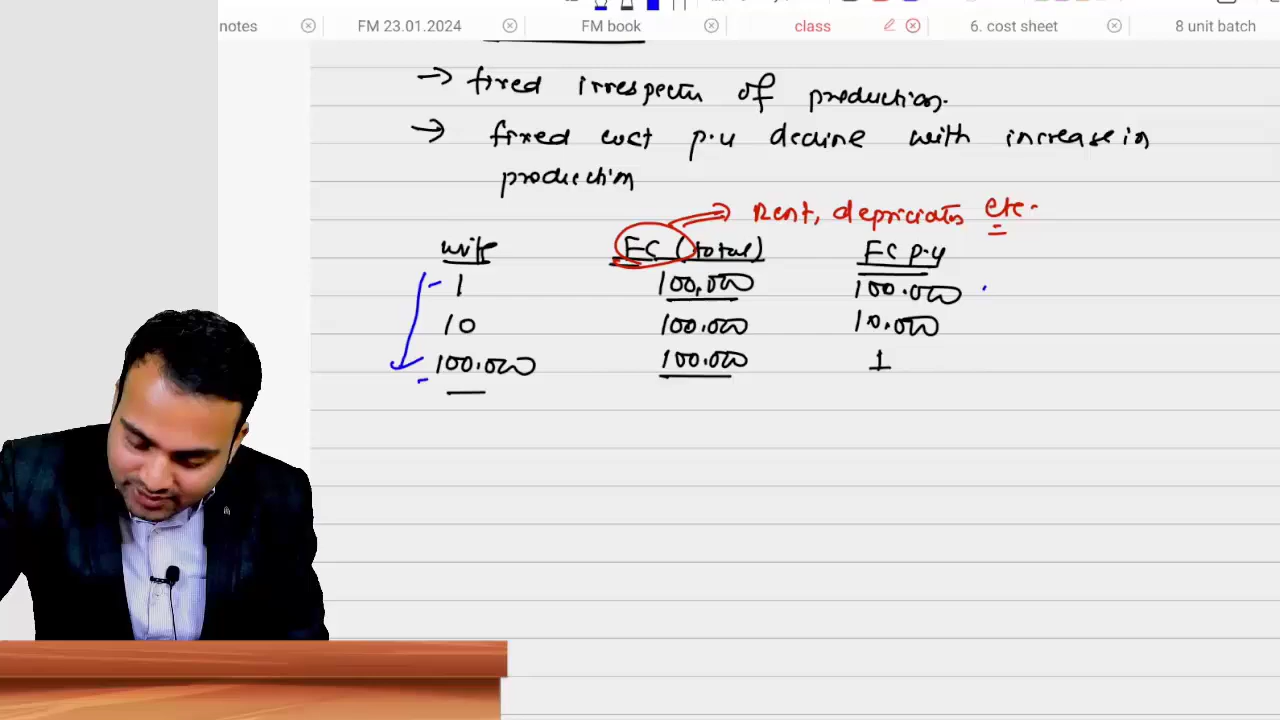 notes FM 23.01.2024 FM book class 6. cost sheet 8 unit batch
→ fixed irrespectu of production.
→ fixed cost p.u decline with increase in
production
Rent, depriciation etc.
units FC (total) FC p.u
1 100,000 100.000
10 100.000 10.000
100.000 100.000 1